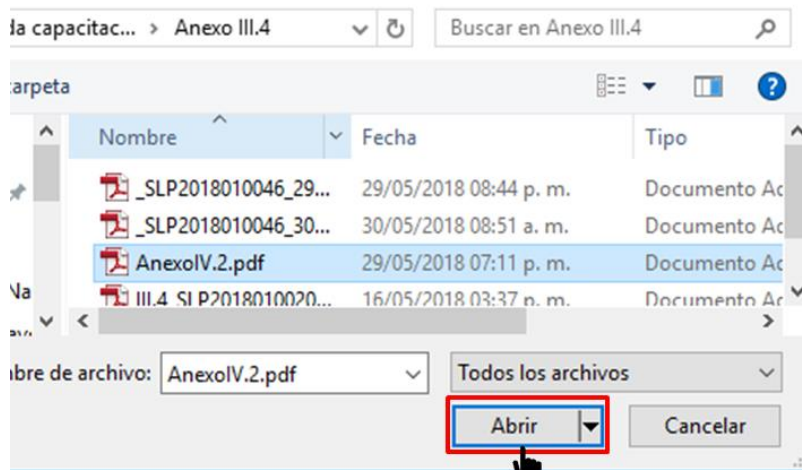 da capacitac... > Anexo III.4
Buscar en Anexo III.4
carpeta
Nombre Fecha Tipo
_SLP2018010046_29... 29/05/2018 08:44 p. m. Documento Ac
_SLP2018010046_30... 30/05/2018 08:51 a. m. Documento Ac
AnexoIV.2.pdf 29/05/2018 07:11 p. m. Documento Ac
III.4_SLP2018010020... 16/05/2018 03:37 p. m. Documento Ac
Na
mbre de archivo: AnexoIV.2.pdf Todos los archivos
Abrir Cancelar